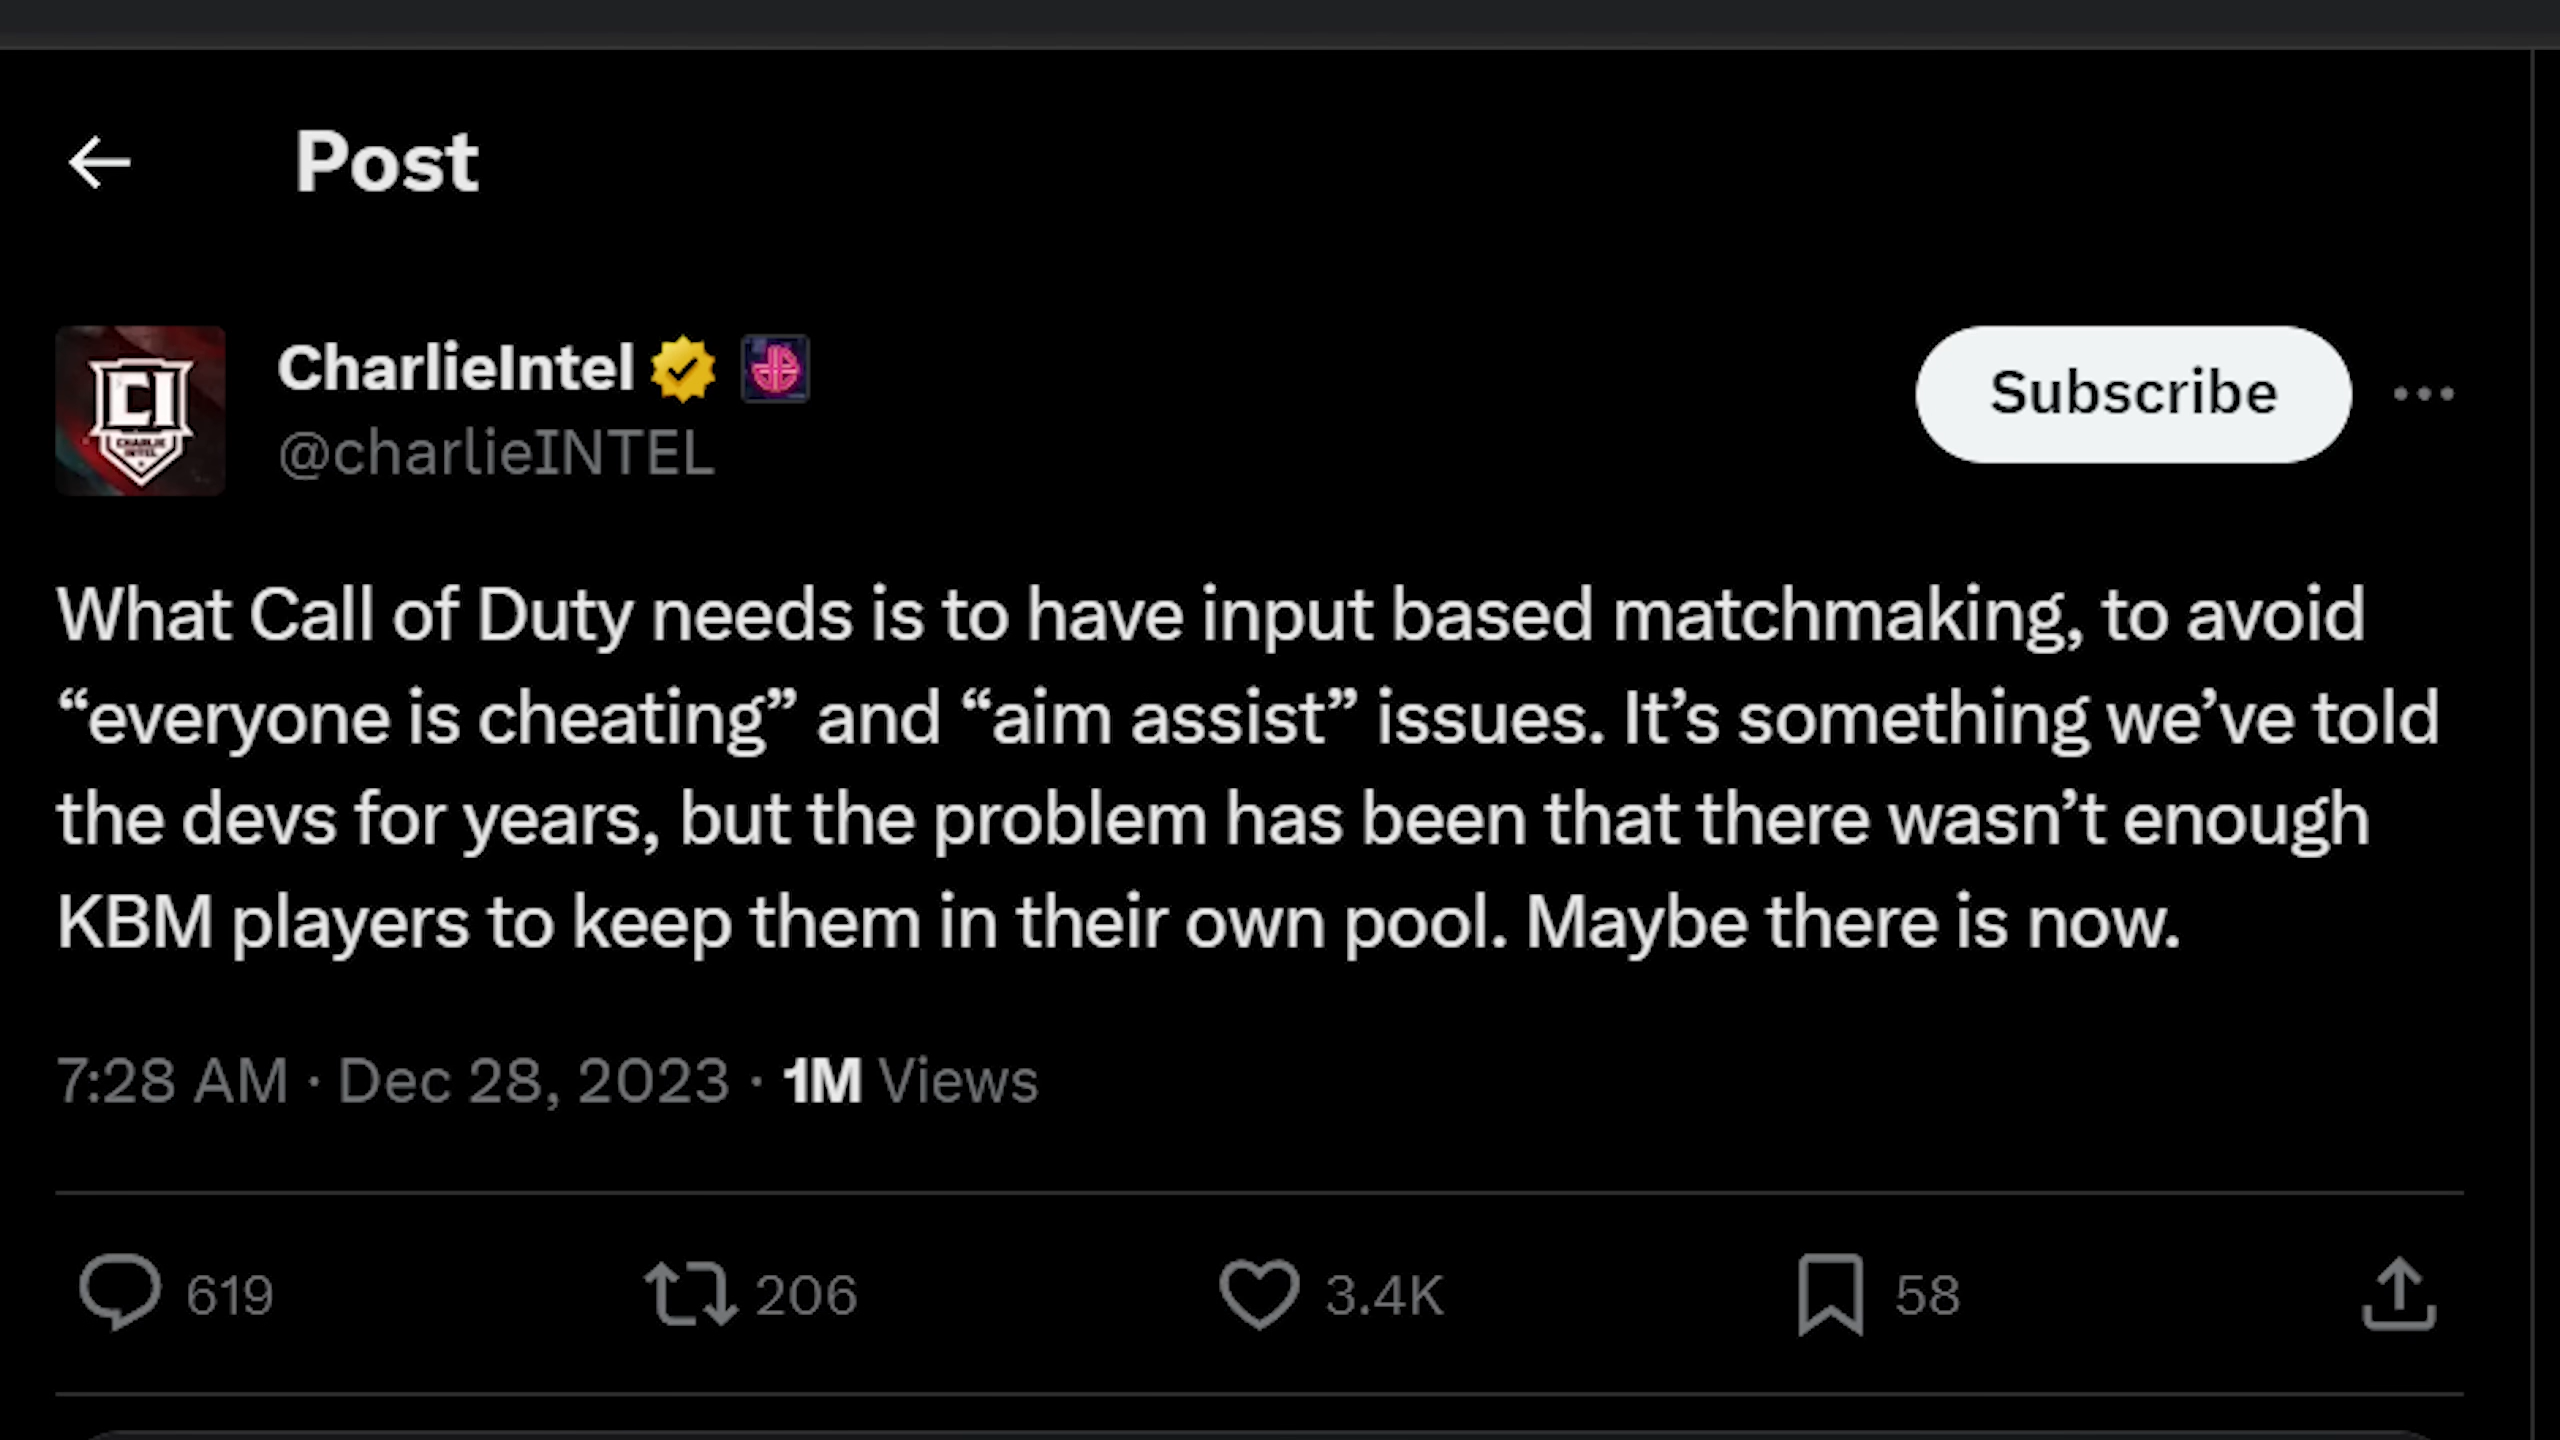 Post
CI
CHARLIE
INTEL
CharlieIntel
@charlieINTEL
Subscribe
What Call of Duty needs is to have input based matchmaking, to avoid
“everyone is cheating” and “aim assist” issues. It’s something we’ve told
the devs for years, but the problem has been that there wasn’t enough
KBM players to keep them in their own pool. Maybe there is now.
7:28 AM · Dec 28, 2023 · 1M Views
619 206 3.4K 58